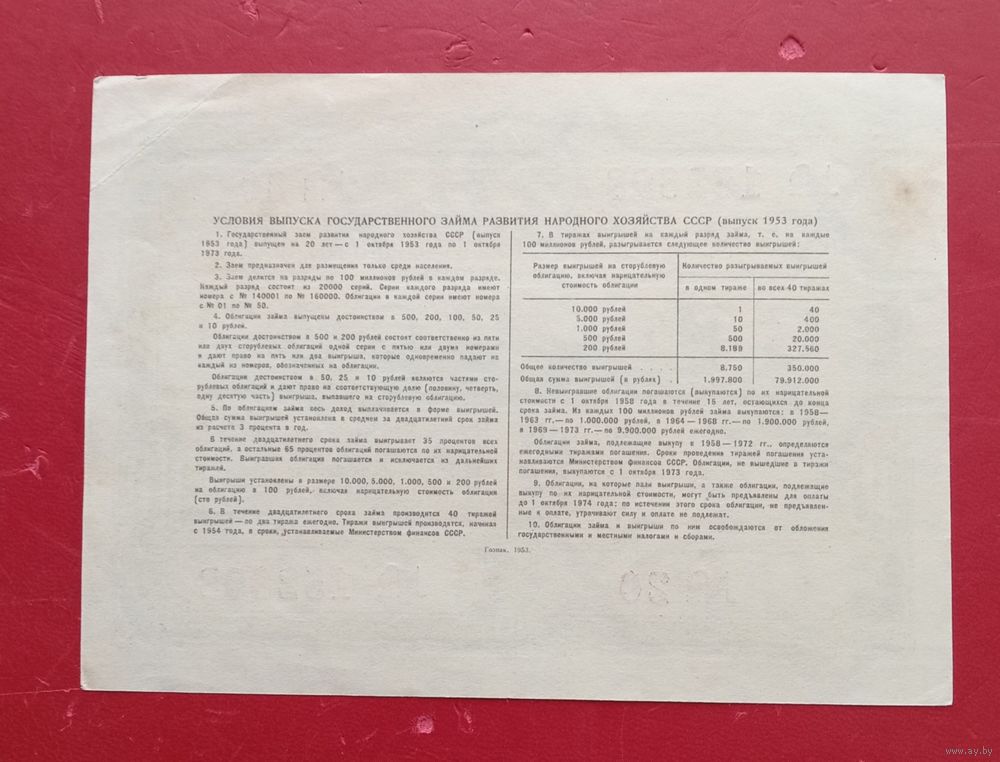 УСЛОВИЯ ВЫПУСКА ГОСУДАРСТВЕННОГО ЗАЙМА РАЗВИТИЯ НАРОДНОГО ХОЗЯЙСТВА СССР (выпуск 1953 года)
1. Государственный заем развития народного хозяйства СССР (выпуск
1953 года) выпущен на 20 лет — с 1 октября 1953 года по 1 октября
1973 года.
2. Заем предназначен для размещения только среди населения.
3. Заем делится на разряды по 100 миллионов рублей в каждом разряде.
Каждый разряд состоит из 20000 серий. Серии каждого разряда имеют
номера с № 140001 по № 160000. Облигации в каждой серии имеют номера
с № 01 по № 50.
4. Облигации займа выпущены достоинством в 500, 200, 100, 50, 25
и 10 рублей.
Облигации достоинством в 500 и 200 рублей состоят соответственно из пяти
или двух сторублевых облигаций одной серии с пятью или двумя номерами
и дают право на пять или два выигрыша, которые одновременно падают на
каждый из номеров, обозначенных на облигации.
Облигации достоинством в 50, 25 и 10 рублей являются частями сто-
рублевых облигаций и дают право на соответствующую долю (половину, четверть,
одну десятую часть) выигрыша, выпавшего на сторублевую облигацию.
5. По облигациям займа весь доход выплачивается в форме выигрышей.
Общая сумма выигрышей установлена в среднем за двадцатилетний срок займа
из расчета 3 процента в год.
В течение двадцатилетнего срока займа выигрывает 35 процентов всех
облигаций, а остальные 65 процентов облигаций погашаются по их нарицательной
стоимости. Выигравшая облигация погашается и исключается из дальнейших
тиражей.
Выигрыши установлены в размере 10.000, 5.000, 1.000, 500 и 200 рублей
на облигацию в 100 рублей, включая нарицательную стоимость облигации
(сто рублей).
6. В течение двадцатилетнего срока займа производится 40 тиражей
выигрышей — по два тиража ежегодно. Тиражи выигрышей производятся, начиная
с 1954 года, в сроки, устанавливаемые Министерством финансов СССР.
7. В тиражах выигрышей на каждый разряд займа, т. е. на каждые
100 миллионов рублей, разыгрывается следующее количество выигрышей:
Размер выигрышей на сторублевую
облигацию, включая нарицательную
стоимость облигации
Количество разыгрываемых выигрышей
в одном тираже во всех 40 тиражах
10.000 рублей 1 40
5.000 рублей 10 400
1.000 рублей 50 2.000
500 рублей 500 20.000
200 рублей 8.189 327.560
Общее количество выигрышей . . . . 8.750 350.000
Общая сумма выигрышей (в рублях) . 1.997.800 79.912.000
8. Невыигравшие облигации погашаются (выкупаются) по их нарицательной
стоимости с 1 октября 1958 года в течение 15 лет, остающихся до конца
срока займа. Из каждых 100 миллионов рублей займа выкупаются: в 1958—
1963 гг.— по 1.000.000 рублей, в 1964—1968 гг.— по 1.900.000 рублей,
в 1969—1973 гг.— по 9.900.000 рублей ежегодно.
Облигации займа, подлежащие выкупу в 1958—1972 гг., определяются
ежегодными тиражами погашения. Сроки проведения тиражей погашения уста-
навливаются Министерством финансов СССР. Облигации, не вышедшие в тиражи
погашения, выкупаются с 1 октября 1973 года.
9. Облигации, на которые пали выигрыши, а также облигации, подлежащие
выкупу по их нарицательной стоимости, могут быть предъявлены для оплаты
до 1 октября 1974 года; по истечении этого срока облигации, не предъявлен-
ные к оплате, утрачивают силу и оплате не подлежат.
10. Облигации займа и выигрыши по ним освобождаются от обложения
государственными и местными налогами и сборами.
Гознак. 1953.
www.ay.by